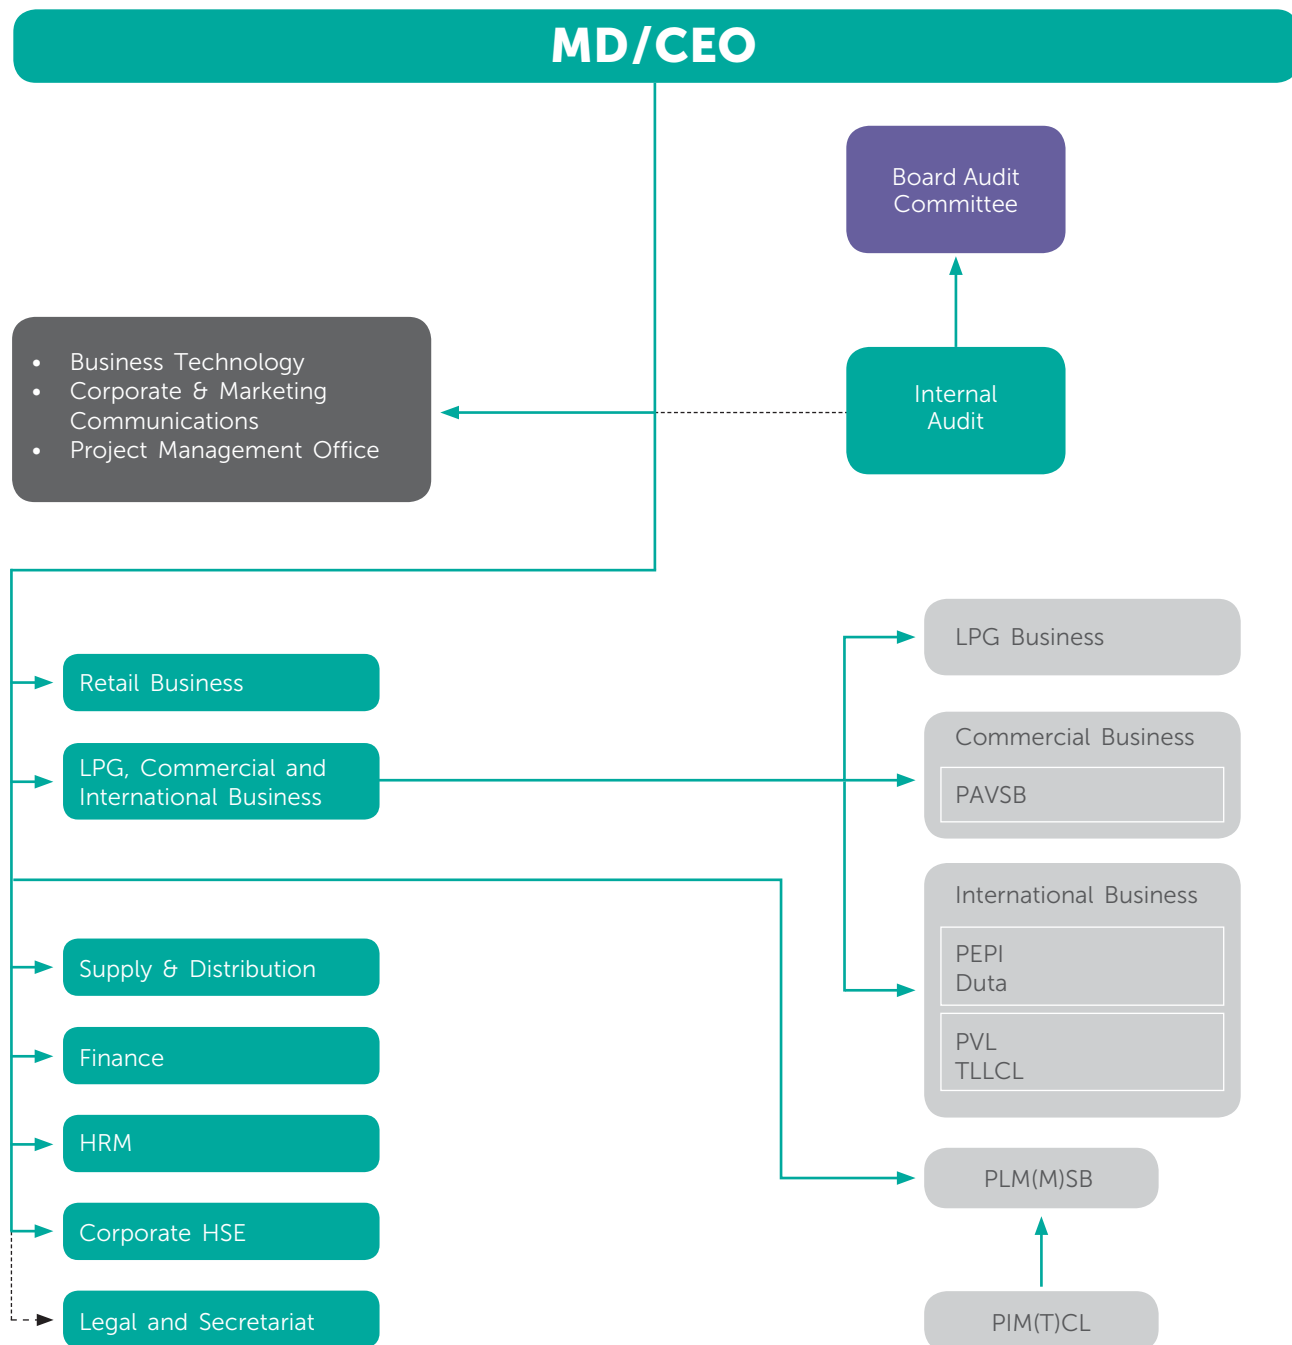 MD/CEO
Board Audit
Committee
• Business Technology
• Corporate & Marketing
Communications
• Project Management Office
Internal
Audit
LPG Business
Retail Business
Commercial Business
PAVSB
LPG, Commercial and
International Business
International Business
PEPI
Duta
PVL
TLLCL
Supply & Distribution
Finance
HRM
PLM(M)SB
Corporate HSE
Legal and Secretariat
PIM(T)CL